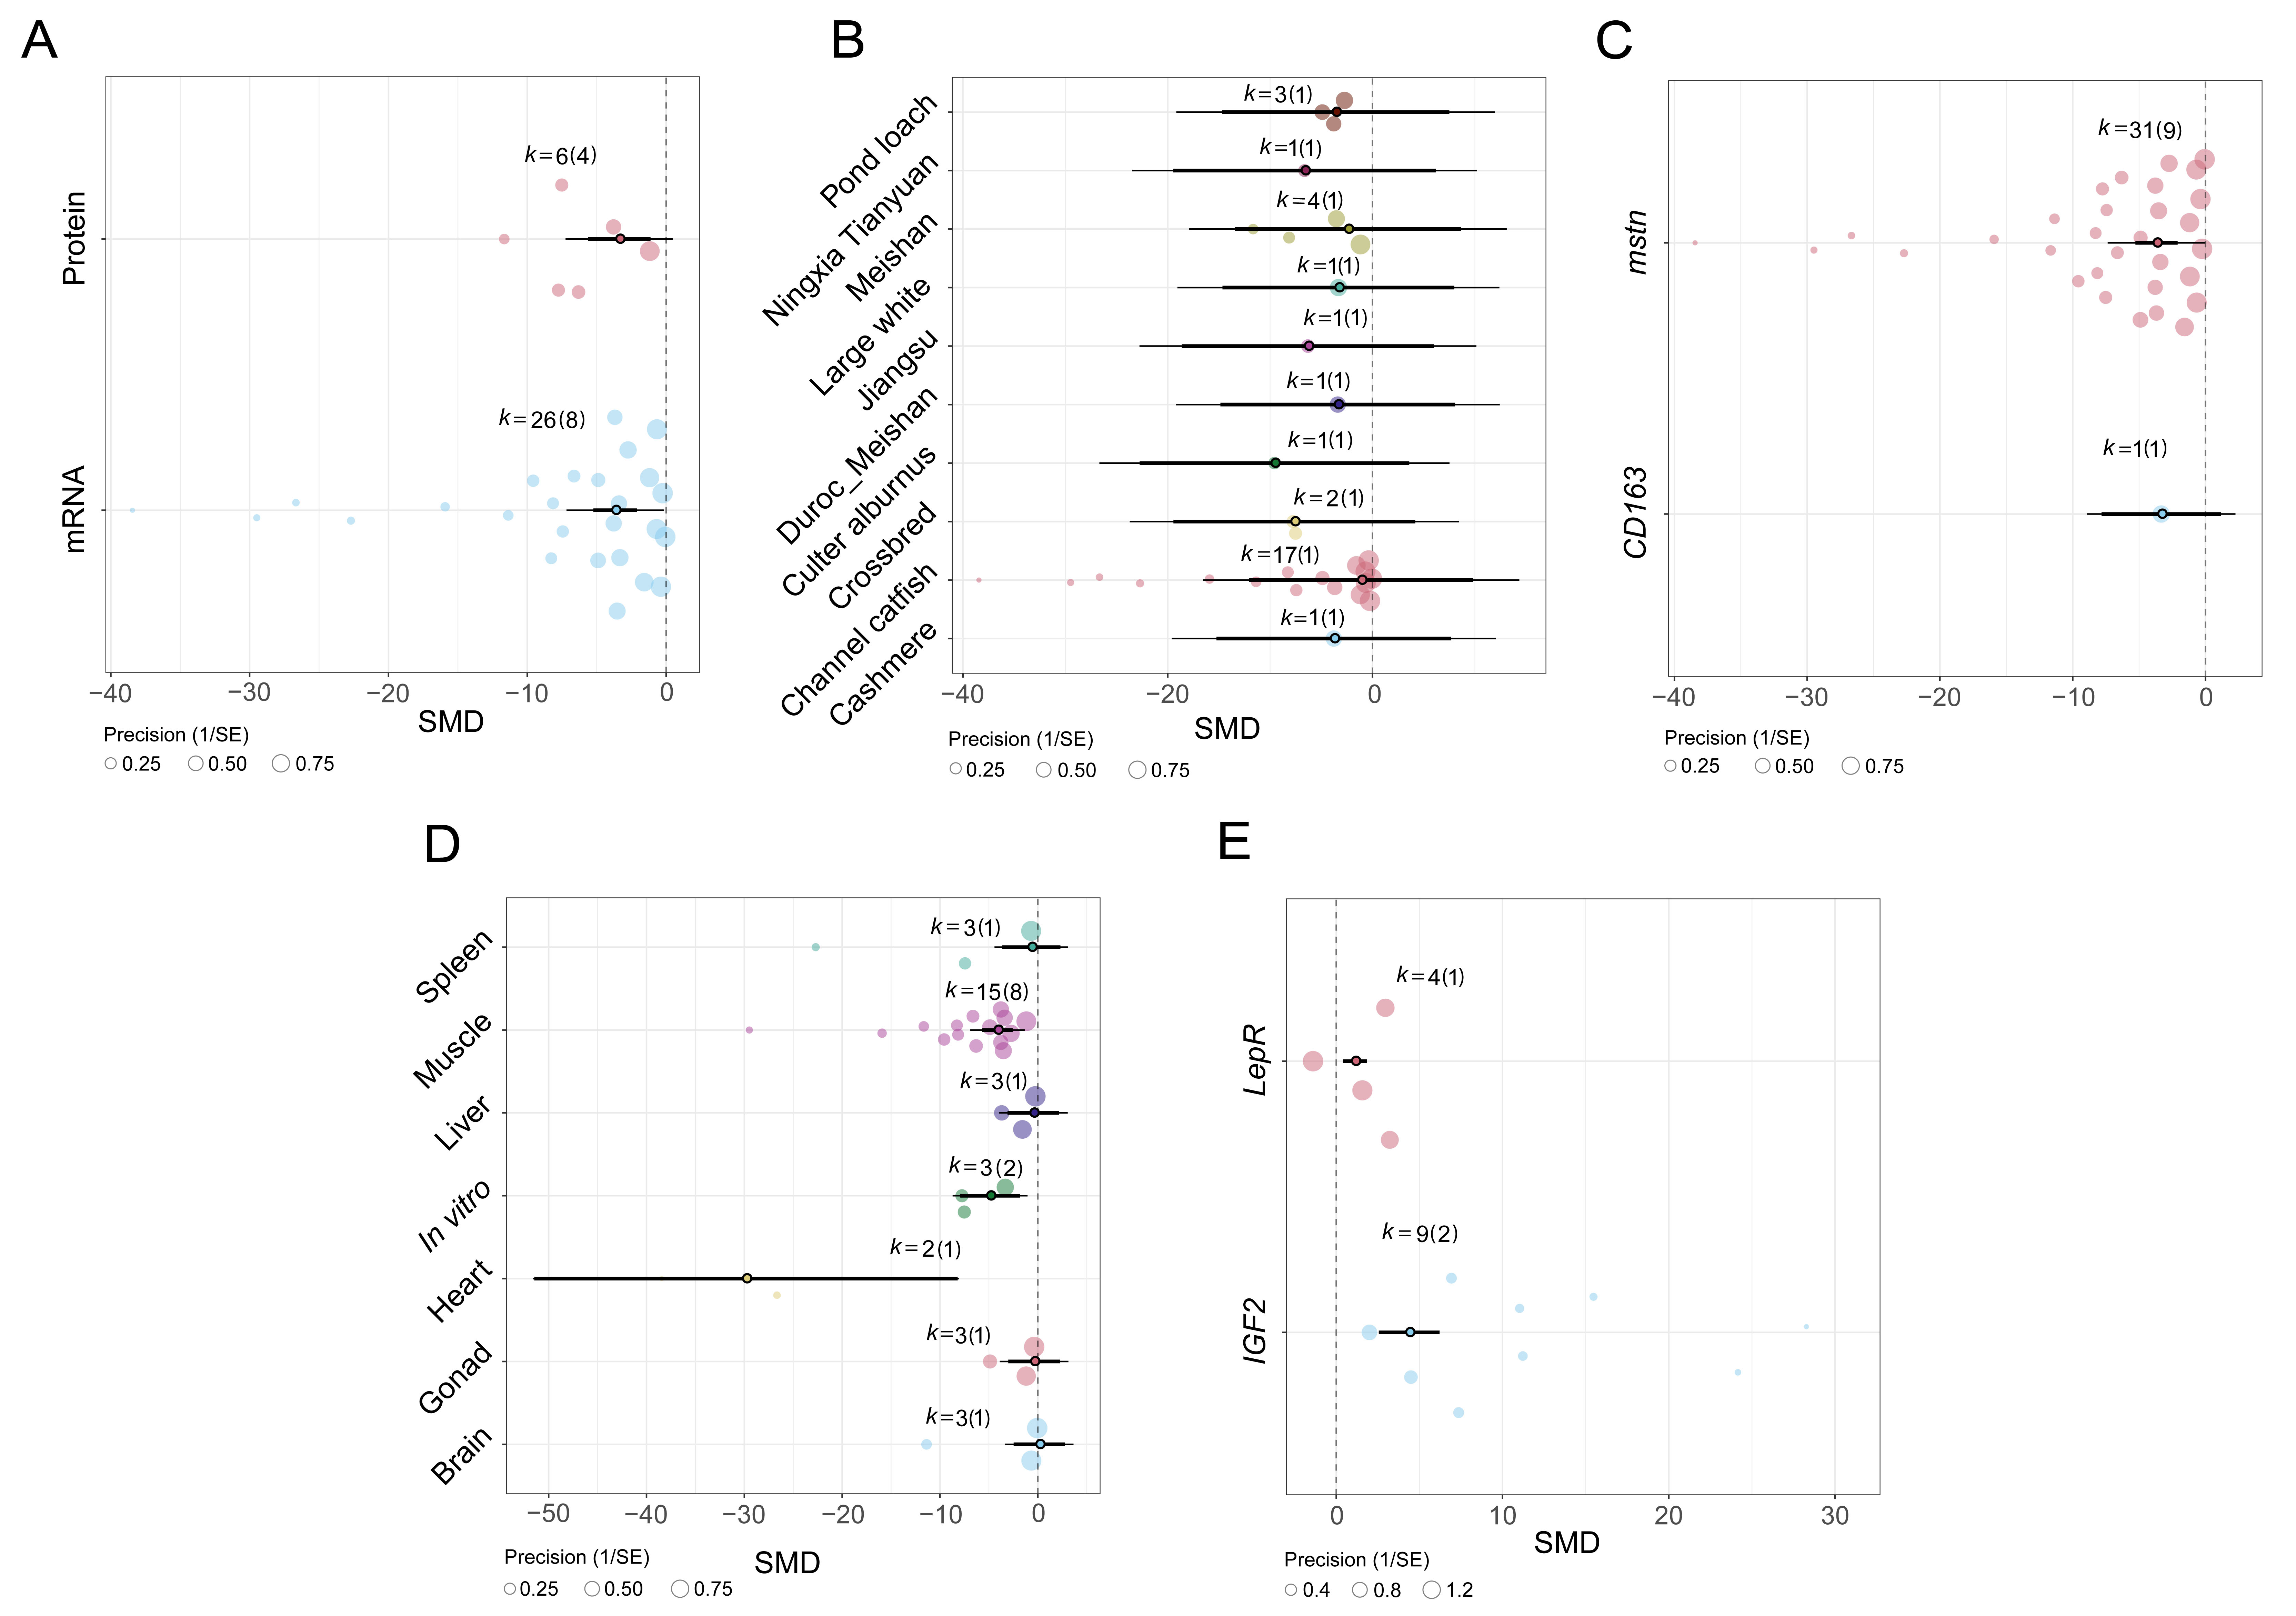 A
Protein
mRNA
k=6(4)
k=26(8)
−40
−30
−20
−10
0
SMD
Precision (1/SE)
0.25
0.50
0.75
B
Pond loach
Ningxia Tianyuan
Meishan
Large white
Jiangsu
Duroc_Meishan
Culter alburnus
Crossbred
Channel catfish
Cashmere
k=3(1)
k=1(1)
k=4(1)
k=1(1)
k=1(1)
k=1(1)
k=1(1)
k=2(1)
k=17(1)
k=1(1)
−40
−20
0
SMD
Precision (1/SE)
0.25
0.50
0.75
C
mstn
CD163
k=31(9)
k=1(1)
−40
−30
−20
−10
0
Precision (1/SE)
0.25
0.50
0.75
D
Spleen
Muscle
Liver
In vitro
Heart
Gonad
Brain
k=3(1)
k=15(8)
k=3(1)
k=3(2)
k=2(1)
k=3(1)
k=3(1)
−50
−40
−30
−20
−10
0
SMD
Precision (1/SE)
0.25
0.50
0.75
E
LepR
IGF2
k=4(1)
k=9(2)
0
10
20
30
SMD
Precision (1/SE)
0.4
0.8
1.2